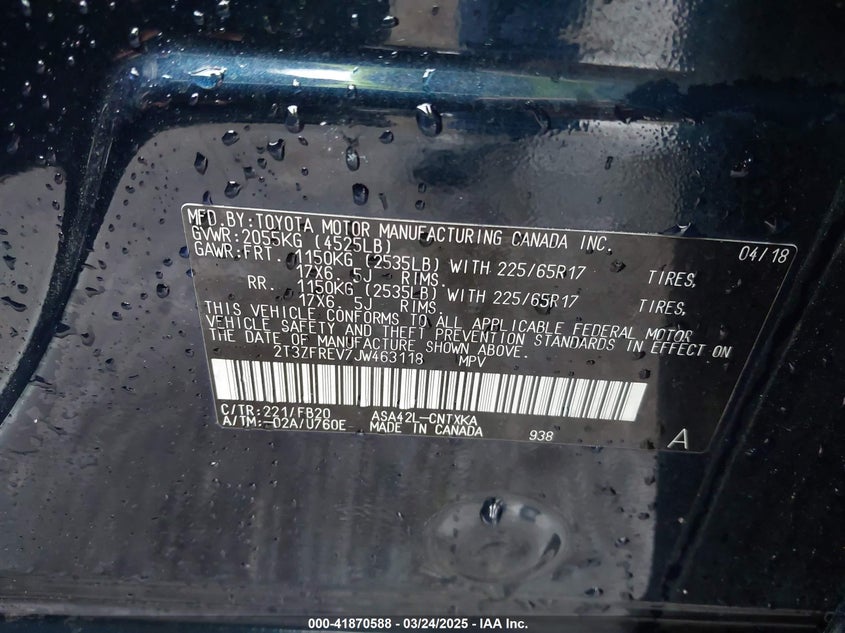 MFD.BY:TOYOTA MOTOR MANUFACTURING CANADA INC. 04/18
GVWR:2055KG (4525LB)
GAWR:FRT. 1150KG (2535LB) WITH 225/65R17 TIRES,
17X6. 5J RIMS.
RR. 1150KG (2535LB) WITH 225/65R17 TIRES,
17X6. 5J RIMS.
THIS VEHICLE CONFORMS TO ALL APPLICABLE FEDERAL MOTOR
VEHICLE SAFETY AND THEFT PREVENTION STANDARDS IN EFFECT ON
THE DATE OF MANUFACTURE SHOWN ABOVE.
2T3ZFREV7JW463118 MPV
C/TR:221/FB20 ASA42L-CNTXKA
A/TM:-02A/U760E MADE IN CANADA 938 A
000-41870588 — 03/24/2025 — IAA Inc.